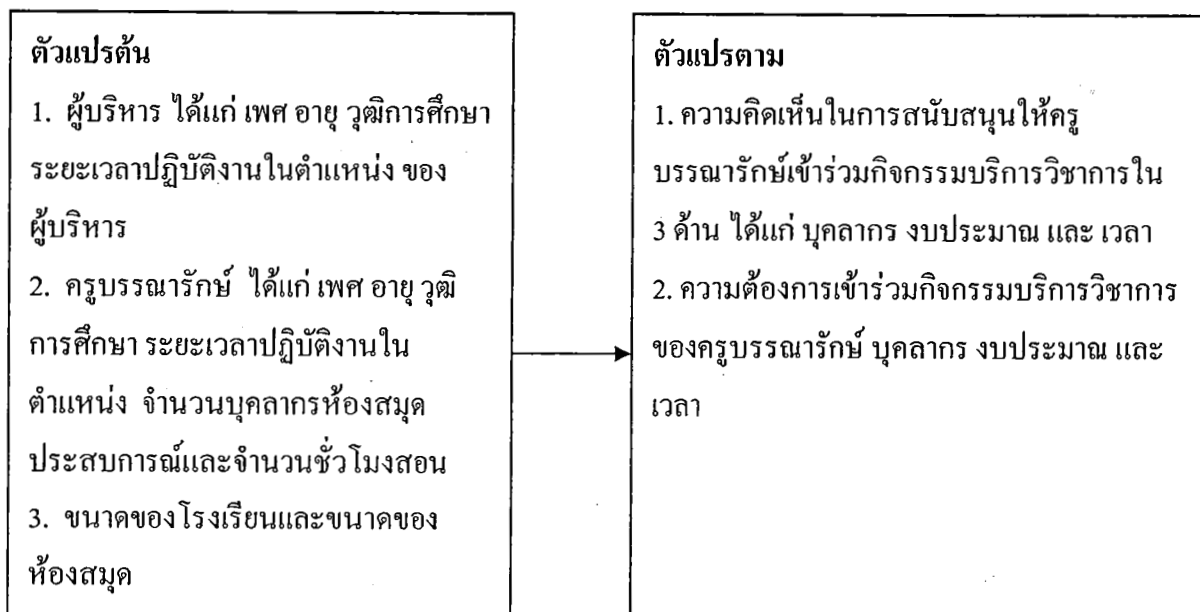 ตัวแปรต้น
1. ผู้บริหาร ได้แก่ เพศ อายุ วุฒิการศึกษา
ระยะเวลาปฏิบัติงานในตำแหน่ง ของ
ผู้บริหาร
2. ครูบรรณารักษ์ ได้แก่ เพศ อายุ วุฒิ
การศึกษา ระยะเวลาปฏิบัติงานใน
ตำแหน่ง จำนวนบุคลากรห้องสมุด
ประสบการณ์และจำนวนชั่วโมงสอน
3. ขนาดของโรงเรียนและขนาดของ
ห้องสมุด
ตัวแปรตาม
1. ความคิดเห็นในการสนับสนุนให้ครู
บรรณารักษ์เข้าร่วมกิจกรรมบริการวิชาการใน
3 ด้าน ได้แก่ บุคลากร งบประมาณ และ เวลา
2. ความต้องการเข้าร่วมกิจกรรมบริการวิชาการ
ของครูบรรณารักษ์ บุคลากร งบประมาณ และ
เวลา